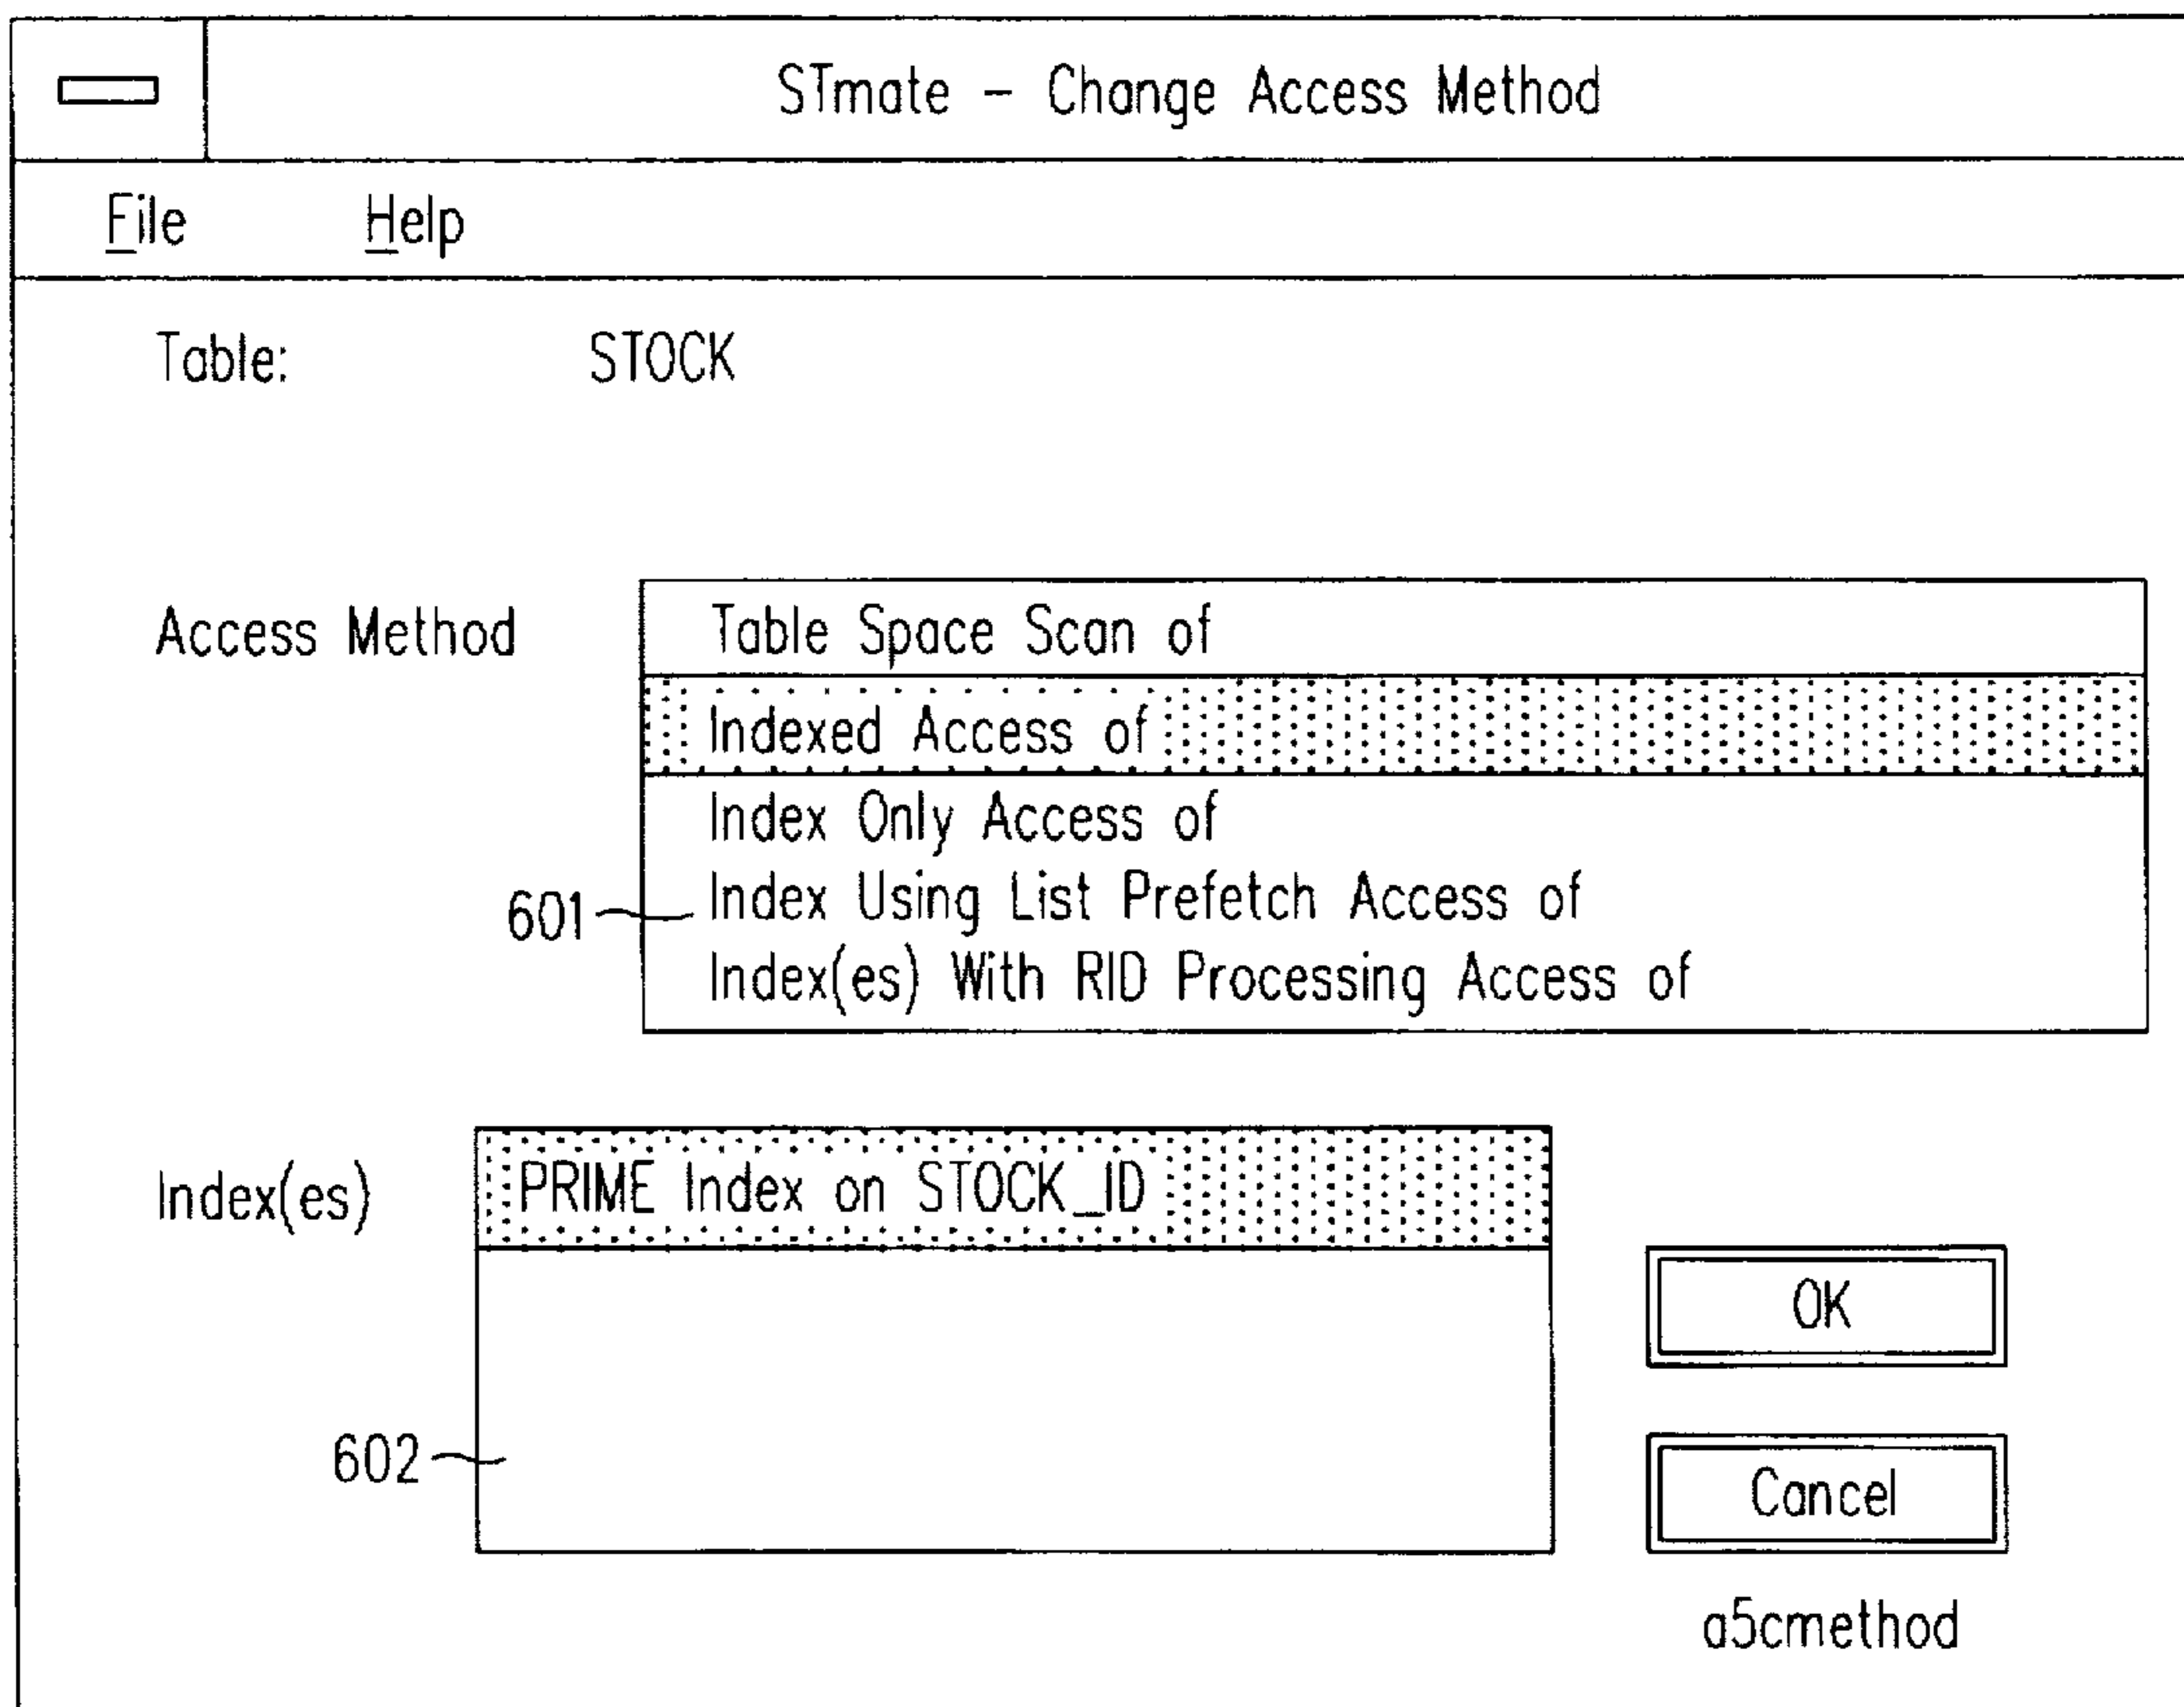 STmate – Change Access Method
File Help
Table: STOCK
Access Method
Table Space Scan of
Indexed Access of
Index Only Access of
601 Index Using List Prefetch Access of
Index(es) With RID Processing Access of
Index(es) PRIME Index on STOCK_ID
OK
602
Cancel
a5cmethod